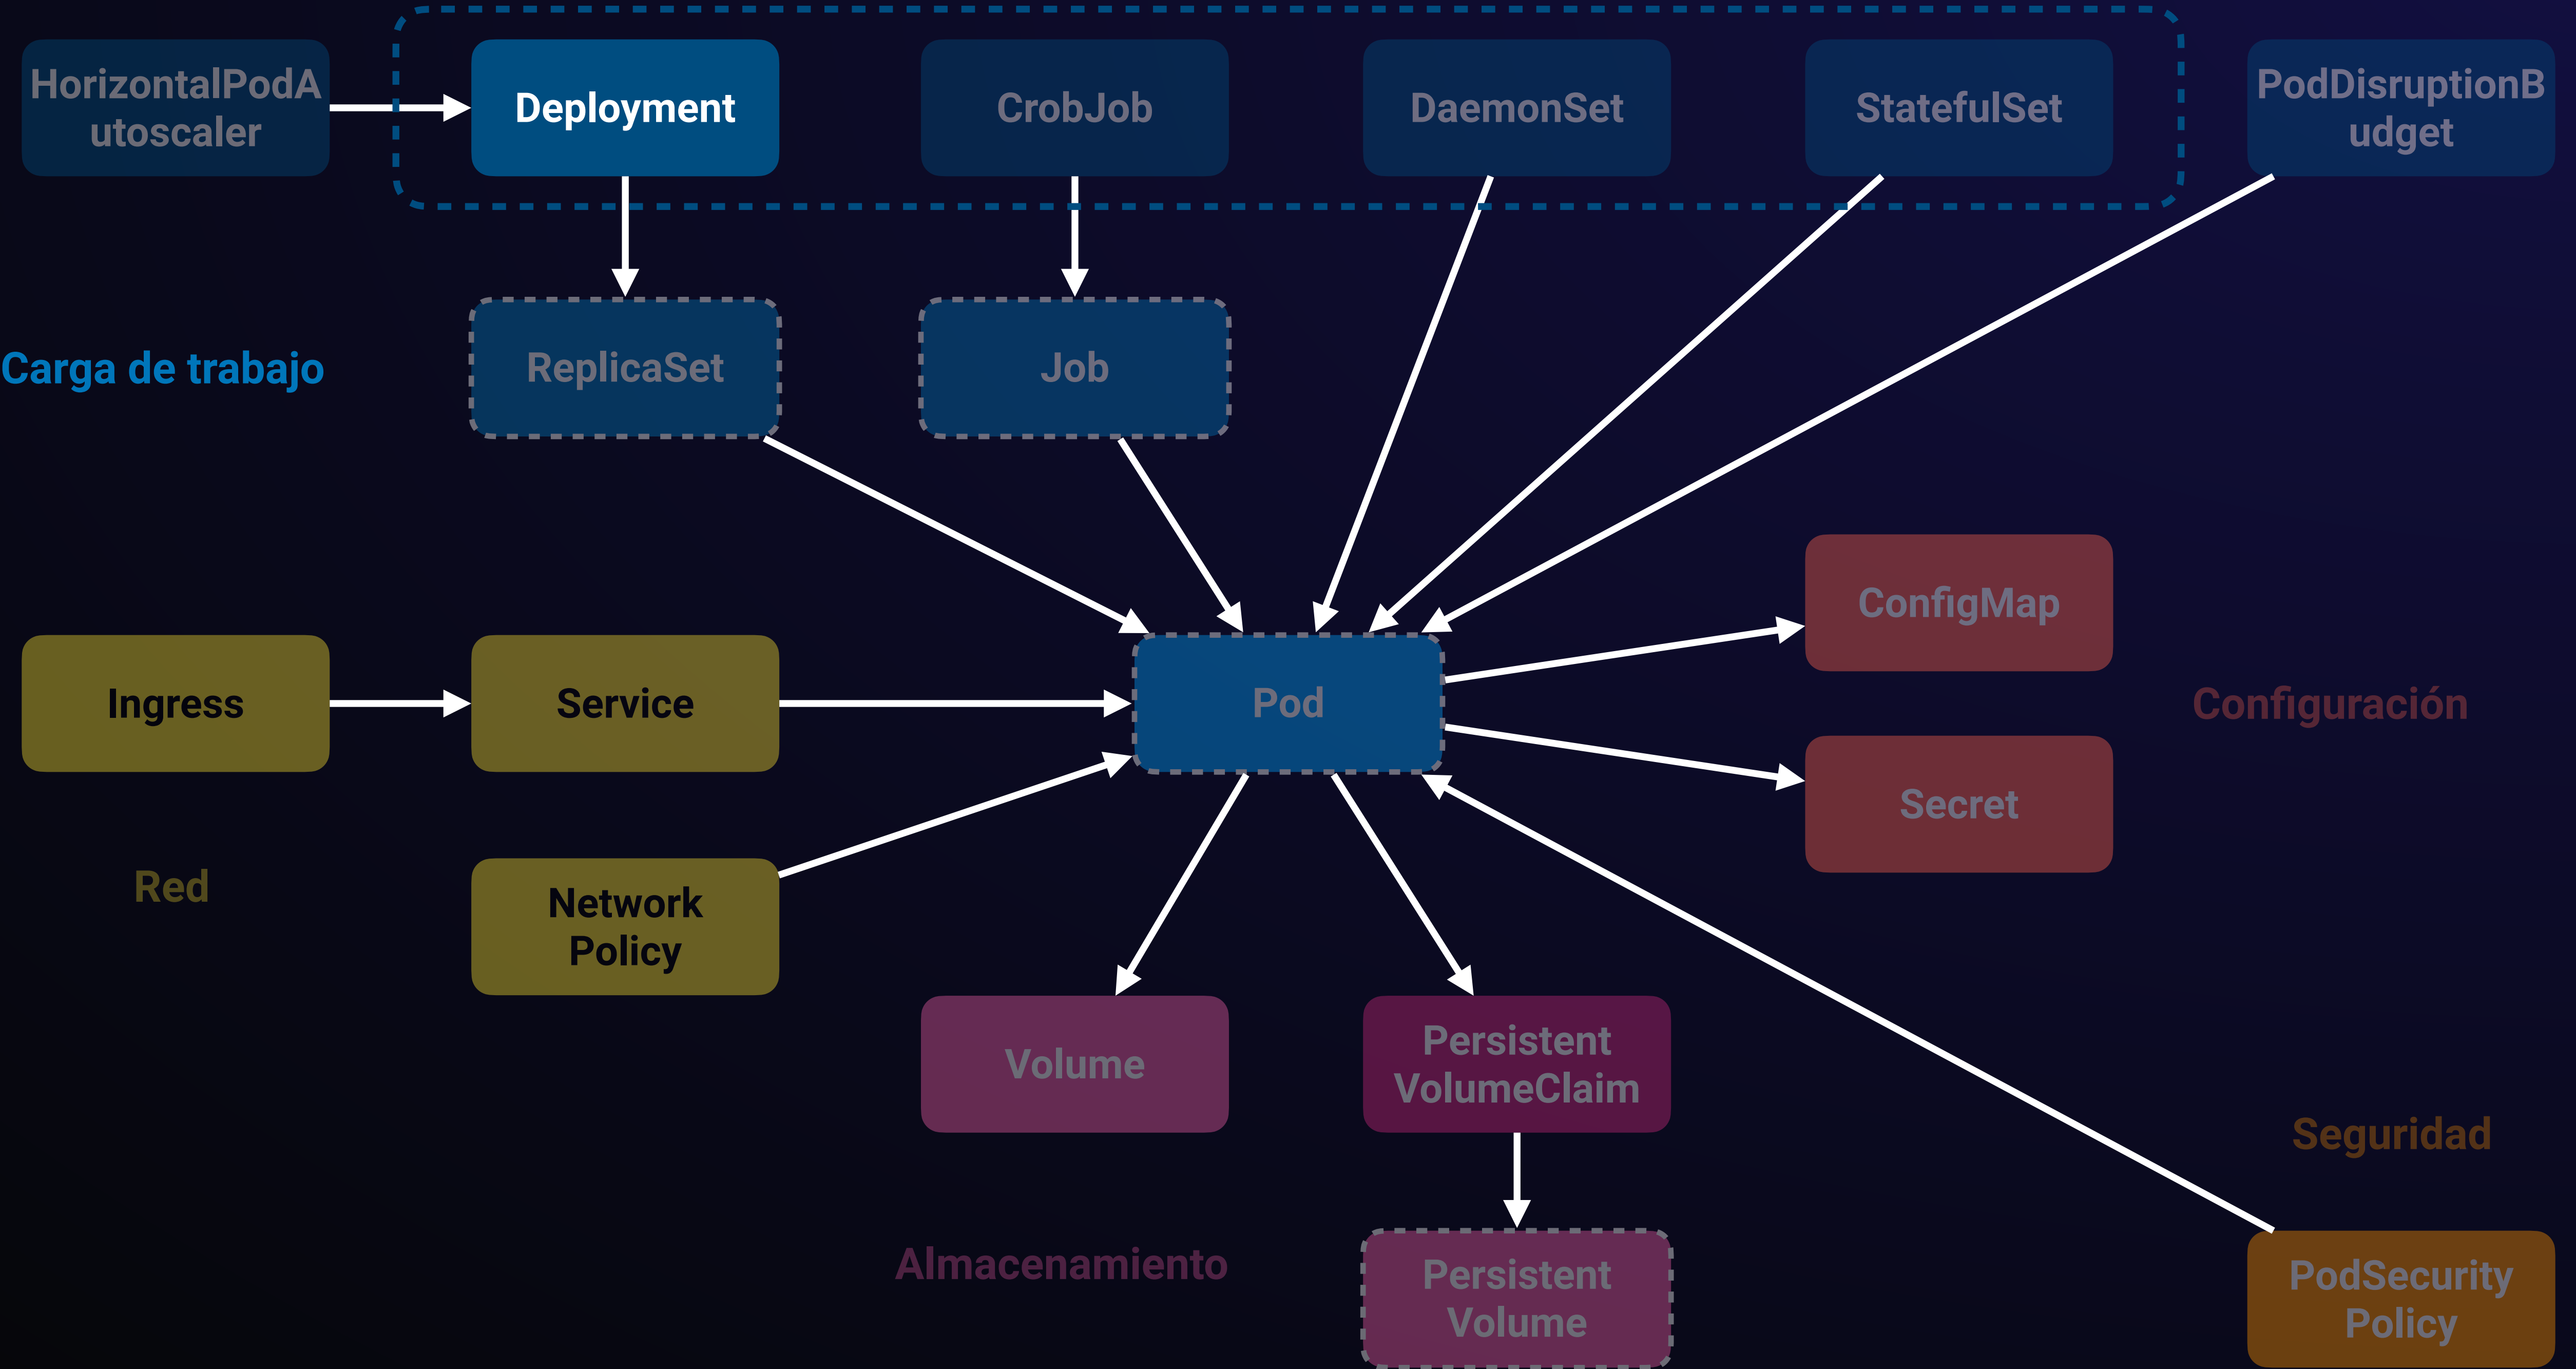 HorizontalPodA
utoscaler
Deployment
CrobJob
DaemonSet
StatefulSet
PodDisruptionB
udget
Carga de trabajo
ReplicaSet
Job
ConfigMap
Ingress
Service
Pod
Configuración
Secret
Red
Network
Policy
Volume
Persistent
VolumeClaim
Seguridad
Almacenamiento
Persistent
Volume
PodSecurity
Policy